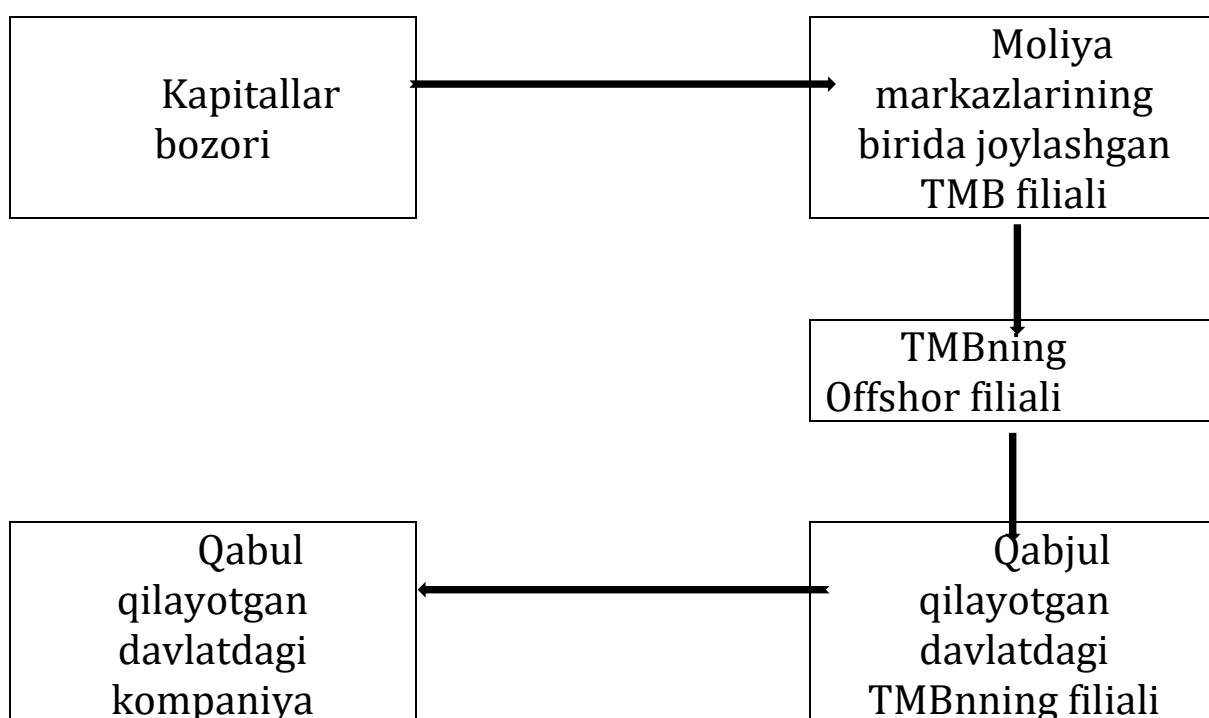 Kapitallar
bozori
Moliya
markazlarining
birida joylashgan
TMB filiali
TMBning
Offshor filiali
Qabjul
qilayotgan
davlatdagi
TMBnning filiali
Qabul
qilayotgan
davlatdagi
kompaniya